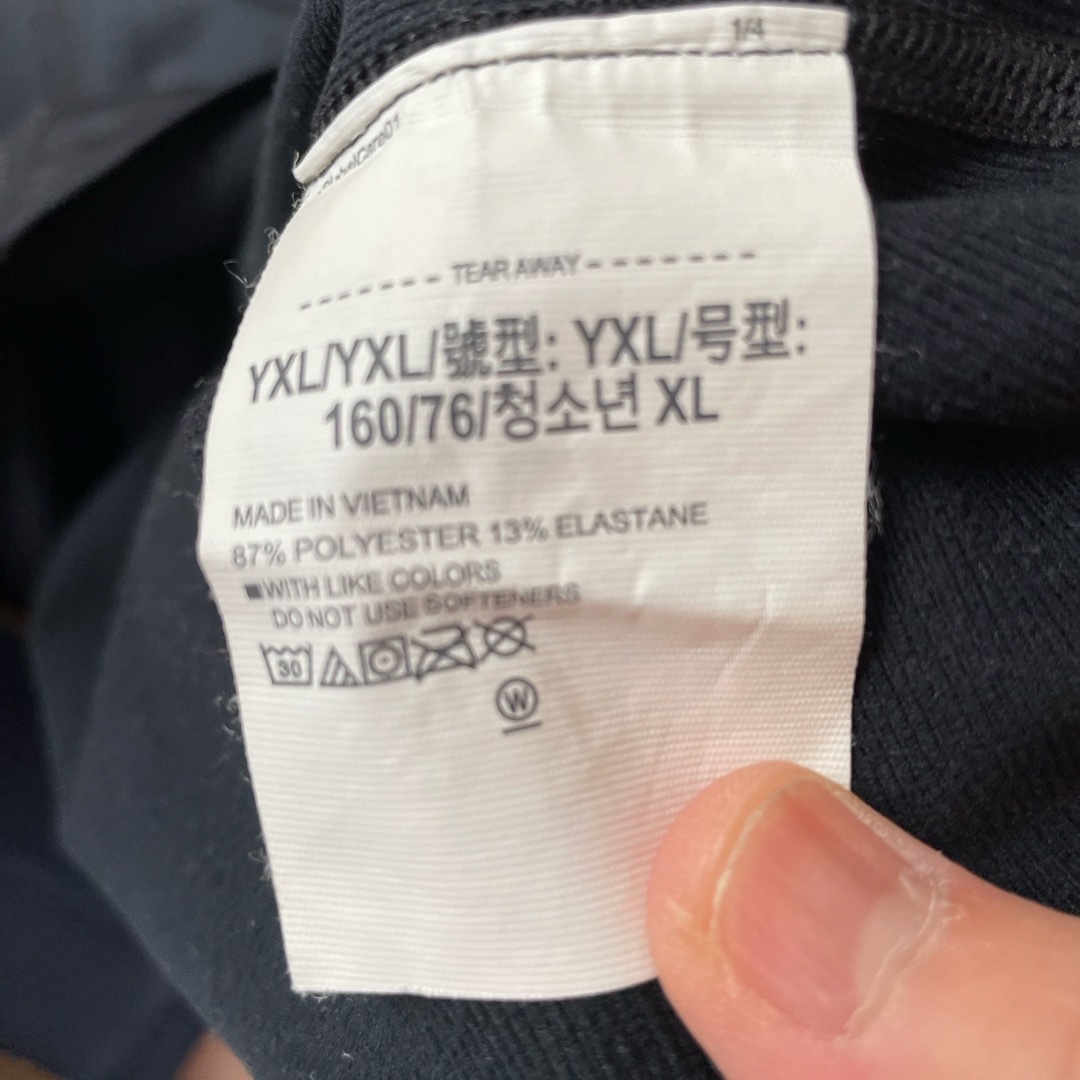 1/4
TEAR AWAY
YXL/YXL/號型: YXL/号型:
160/76/청소년 XL
MADE IN VIETNAM
87% POLYESTER 13% ELASTANE
■WITH LIKE COLORS
DO NOT USE SOFTENERS
30
W